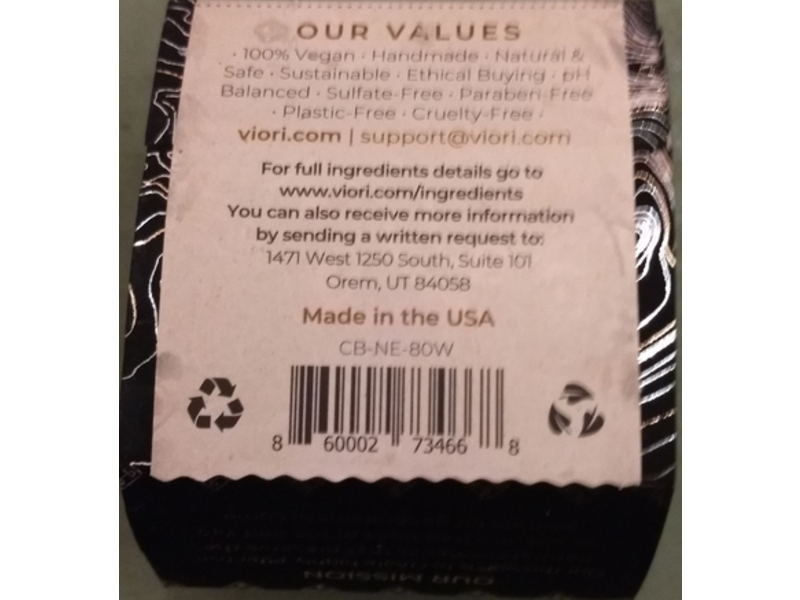 OUR VALUES
· 100% Vegan · Handmade · Natural &
Safe · Sustainable · Ethical Buying · pH
Balanced · Sulfate-Free · Paraben-Free
· Plastic-Free · Cruelty-Free ·
viori.com | support@viori.com
For full ingredients details go to
www.viori.com/ingredients
You can also receive more information
by sending a written request to:
1471 West 1250 South, Suite 101
Orem, UT 84058
Made in the USA
CB-NE-80W
8 60002 73466 8
OUR MISSION